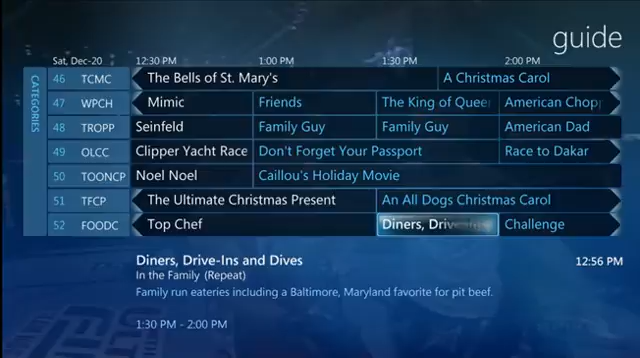 guide
Sat, Dec-20 12:30 PM 1:00 PM 1:30 PM 2:00 PM
CATEGORIES
46 TCMC The Bells of St. Mary's A Christmas Carol
47 WPCH Mimic Friends The King of Queen American Chopp
48 TROPP Seinfeld Family Guy Family Guy American Dad
49 OLCC Clipper Yacht Race Don't Forget Your Passport Race to Dakar
50 TOONCP Noel Noel Caillou's Holiday Movie
51 TFCP The Ultimate Christmas Present An All Dogs Christmas Carol
52 FOODC Top Chef Diners, Drive-Ins Challenge
Diners, Drive-Ins and Dives 12:56 PM
In the Family (Repeat)
Family run eateries including a Baltimore, Maryland favorite for pit beef.
1:30 PM - 2:00 PM